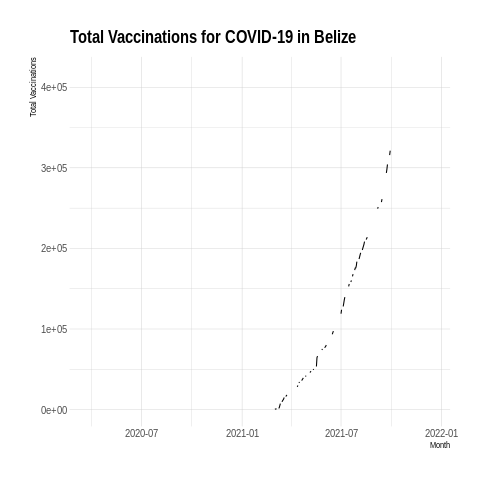 Total Vaccinations for COVID-19 in Belize
Total Vaccinations
4e+05
3e+05
2e+05
1e+05
0e+00
2020-07 2021-01 2021-07 2022-01
Month